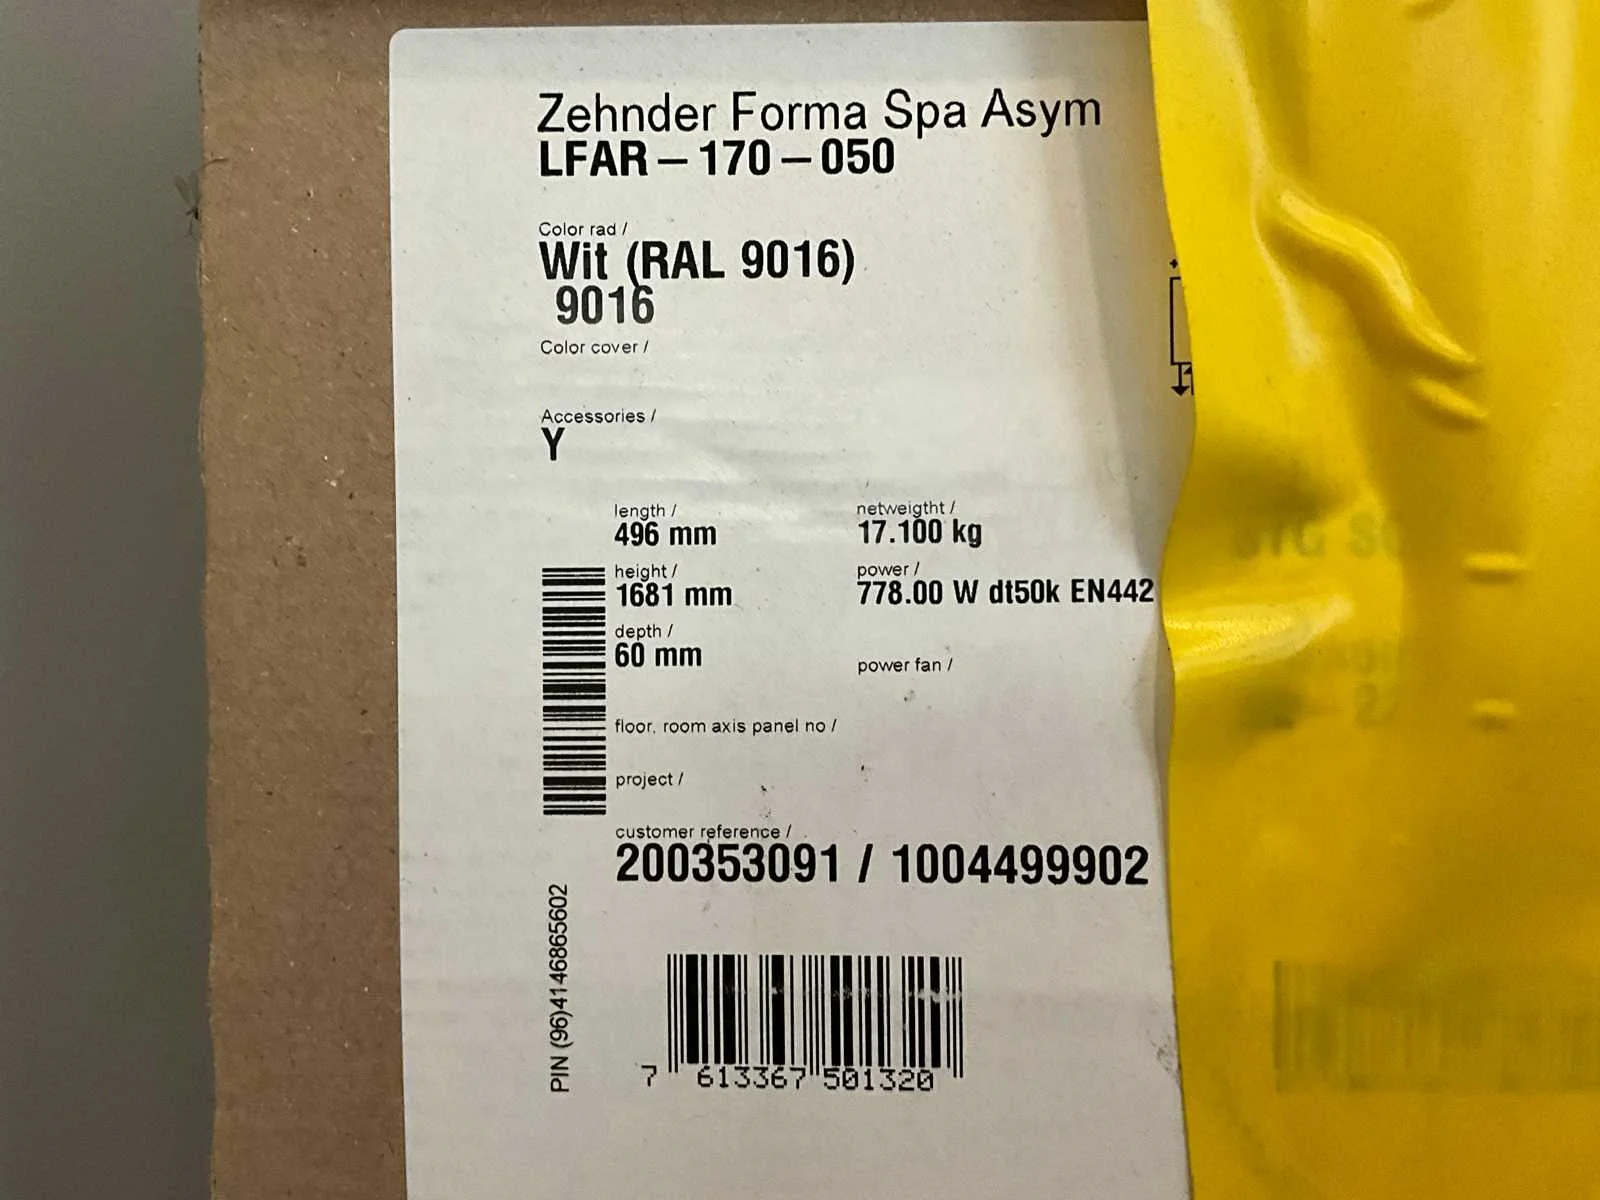 Zehnder Forma Spa Asym
LFAR – 170 – 050
Color rad /
Wit (RAL 9016)
9016
Color cover /
Accessories /
Y
length /
496 mm
netweigtht /
17.100 kg
height /
1681 mm
power /
778.00 W dt50k EN442
depth /
60 mm
power fan /
floor, room axis panel no /
project /
customer reference /
200353091 / 1004499902
PIN (96)4146865602
7 613367 501320